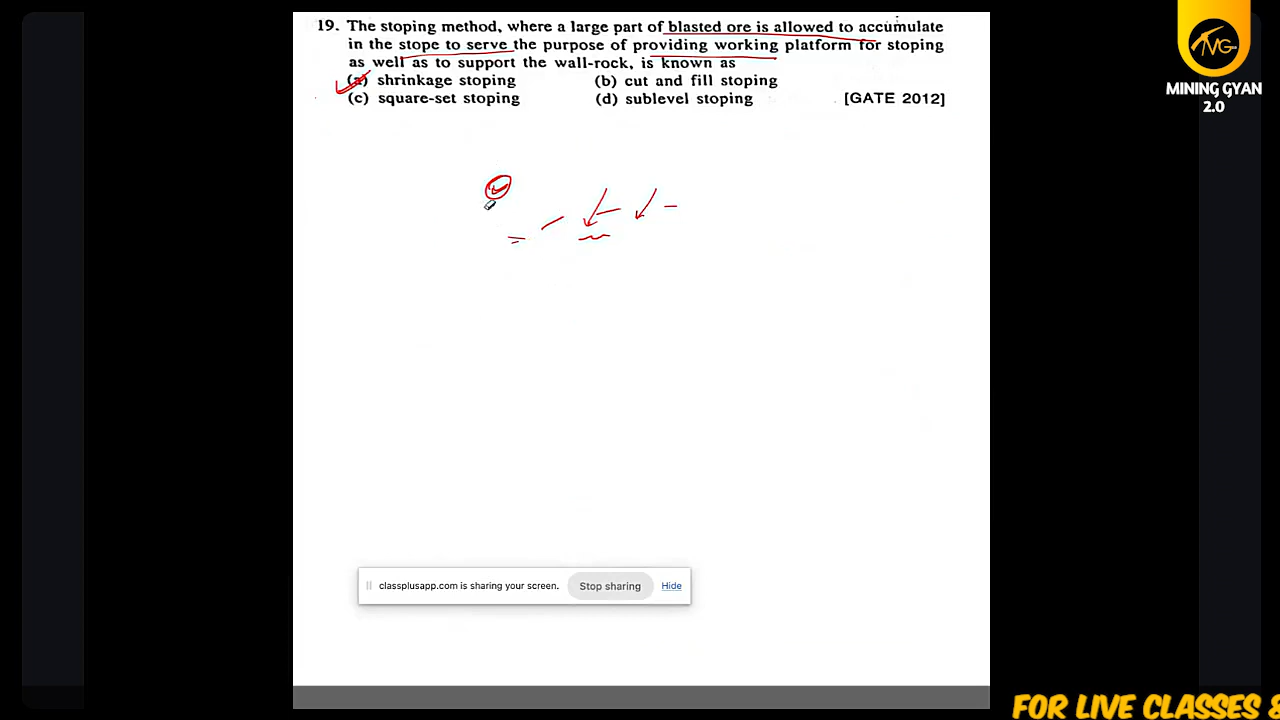 19. The stoping method, where a large part of blasted ore is allowed to accumulate
in the stope to serve the purpose of providing working platform for stoping
as well as to support the wall-rock, is known as
(a) shrinkage stoping (b) cut and fill stoping
(c) square-set stoping (d) sublevel stoping [GATE 2012]
TMG
MINING GYAN
2.0
classplusapp.com is sharing your screen. Stop sharing Hide
FOR LIVE CLASSES &